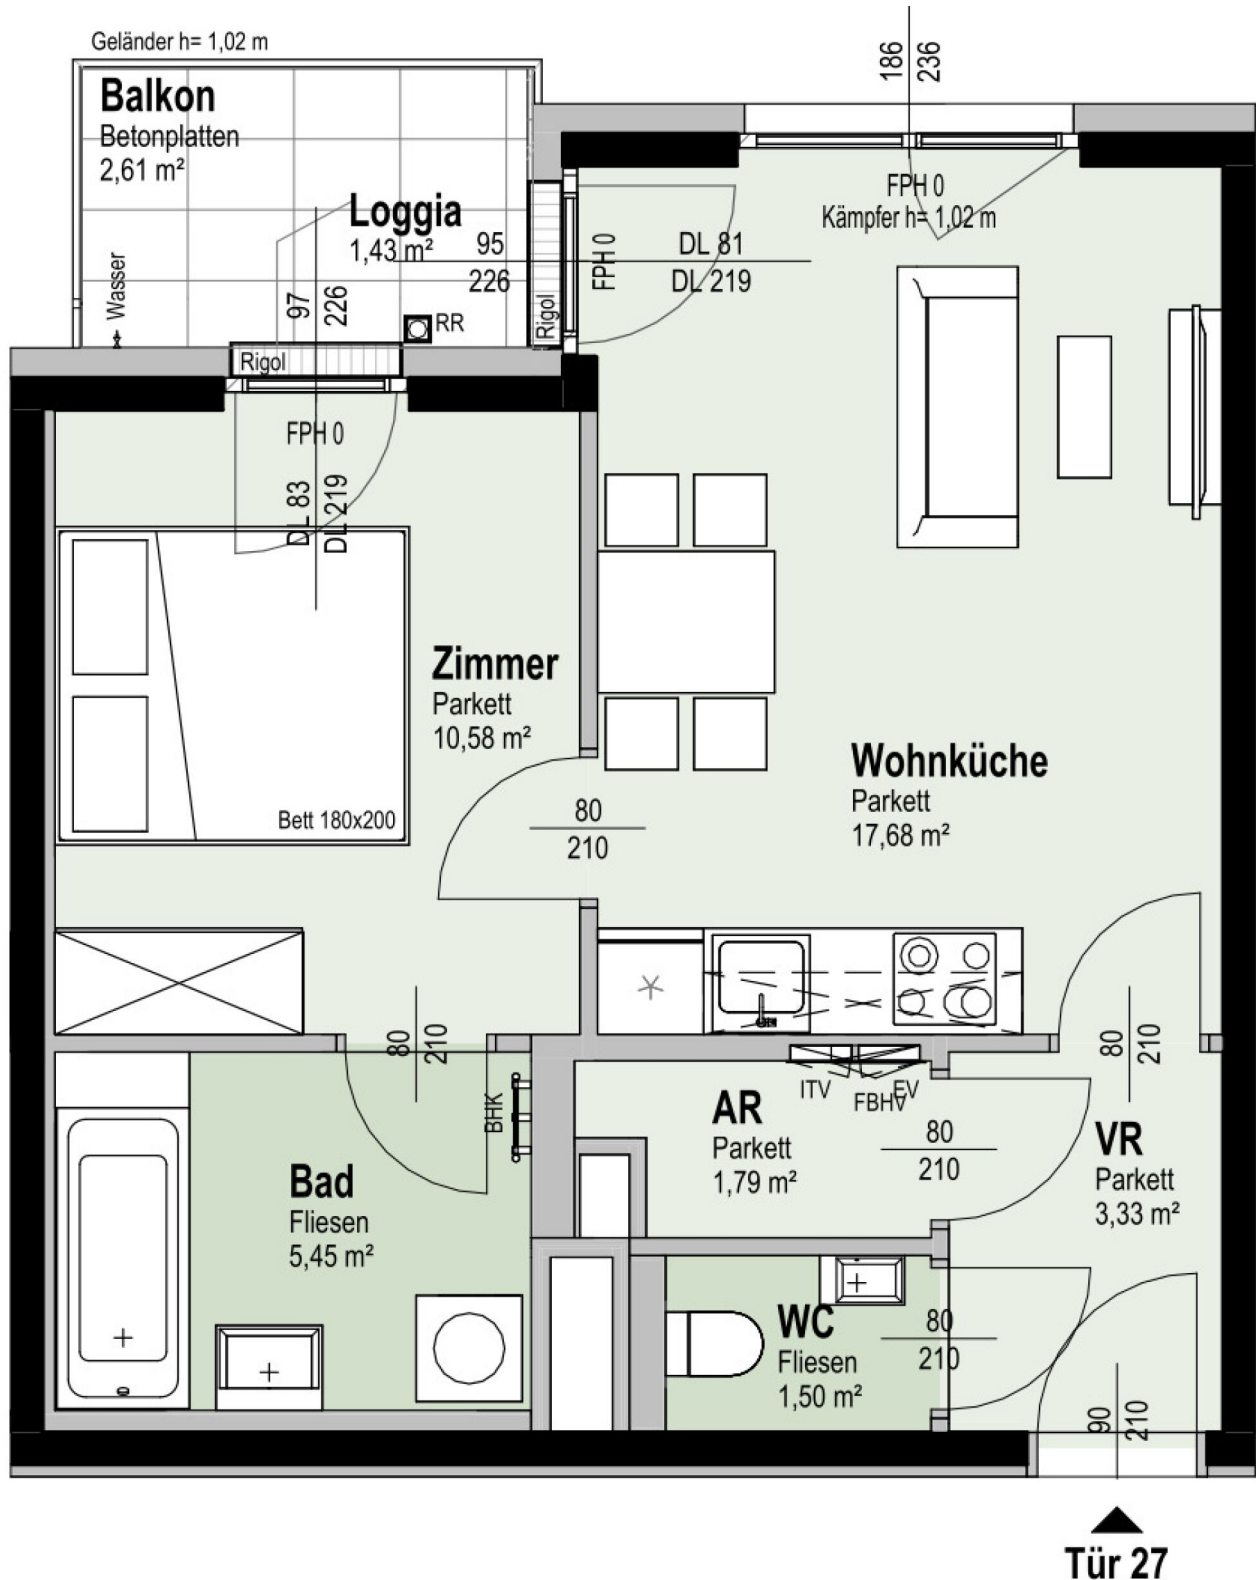 Geländer h= 1,02 m
186
236
Balkon
Betonplatten
2,61 m²
Loggia
1,43 m²
95
226
FPH 0
DL 81
DL 219
FPH 0
Kämpfer h= 1,02 m
Wasser
97
226
RR
Rigol
Rigol
FPH 0
DL 83
DL 219
Zimmer
Parkett
10,58 m²
Bett 180x200
80
210
Wohnküche
Parkett
17,68 m²
80
210
80
210
BHK
ITV
FBHV
EV
AR
Parkett
1,79 m²
80
210
VR
Parkett
3,33 m²
Bad
Fliesen
5,45 m²
WC
Fliesen
1,50 m²
80
210
90
210
Tür 27